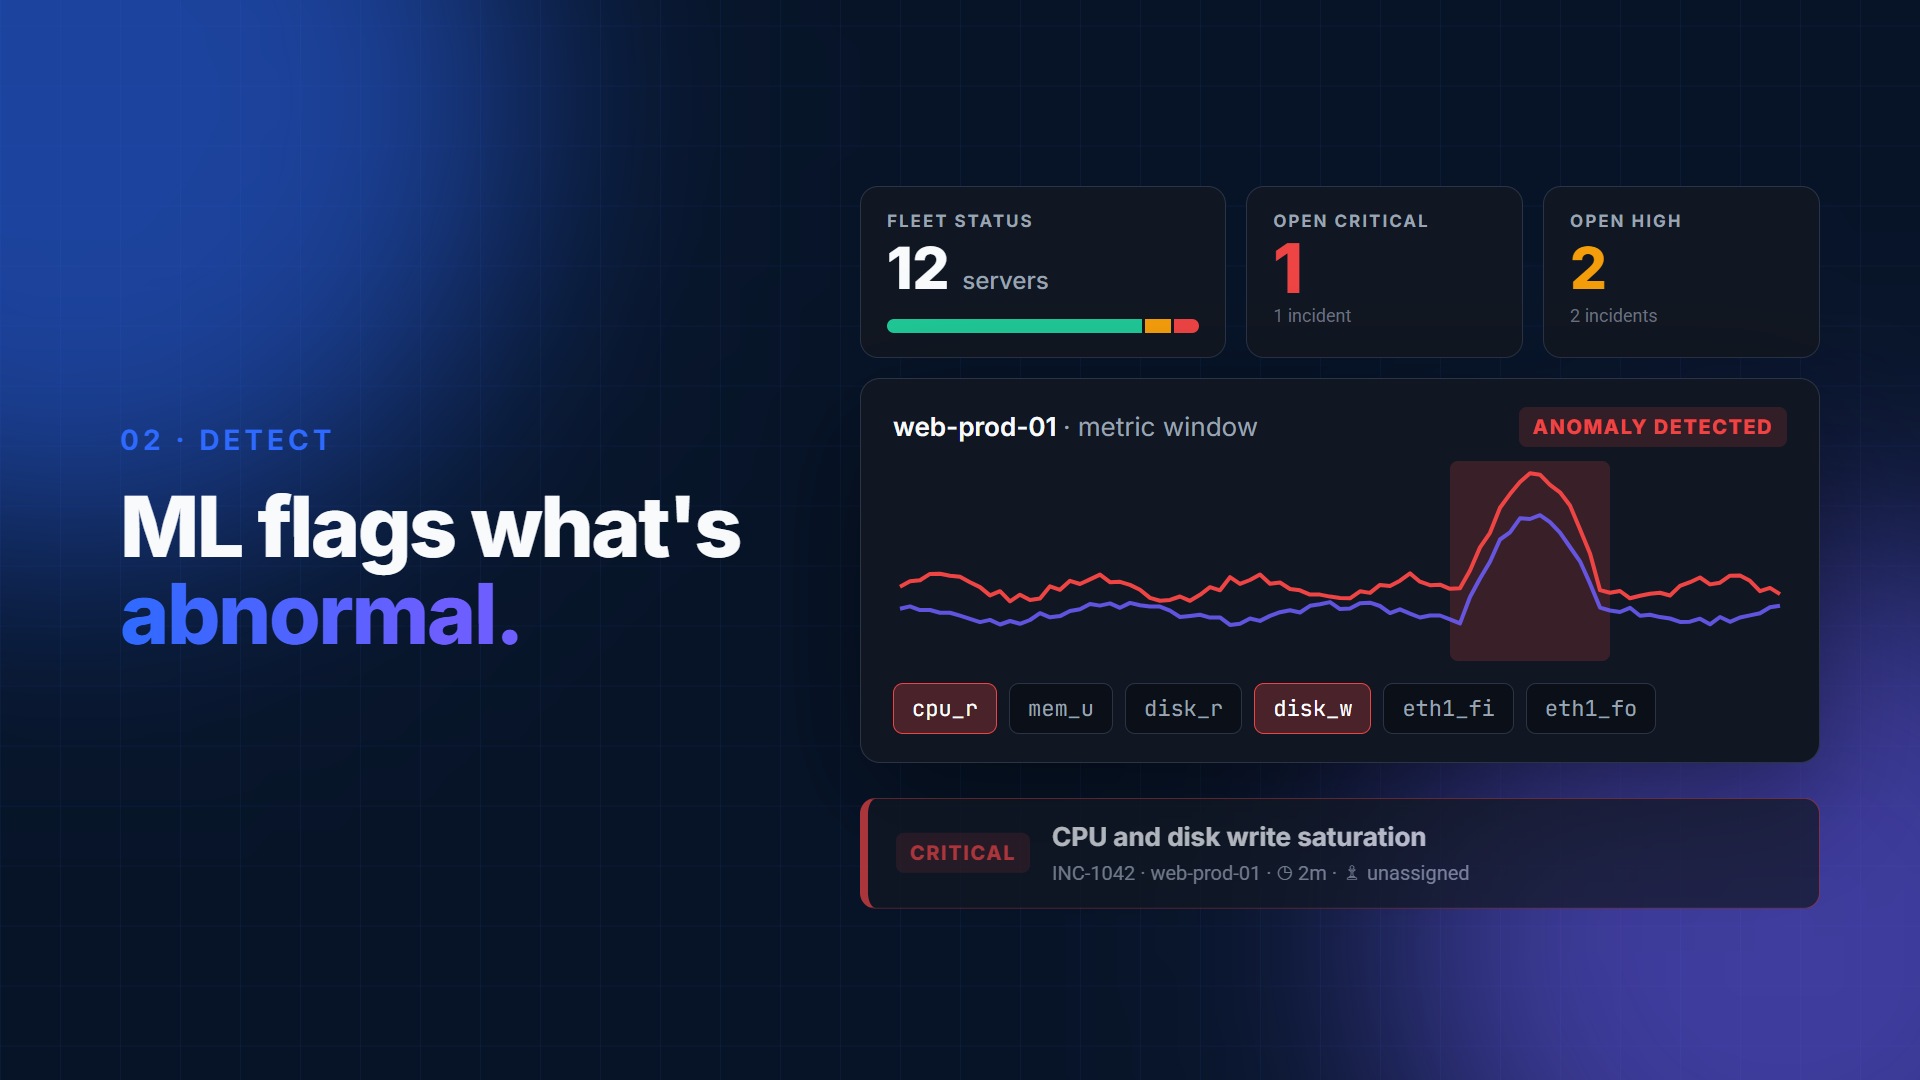 02 · DETECT
ML flags what's
abnormal.
FLEET STATUS
12 servers
OPEN CRITICAL
1
1 incident
OPEN HIGH
2
2 incidents
web-prod-01 · metric window
ANOMALY DETECTED
cpu_r mem_u disk_r disk_w eth1_fi eth1_fo
CRITICAL
CPU and disk write saturation
INC-1042 · web-prod-01 · 2m · unassigned